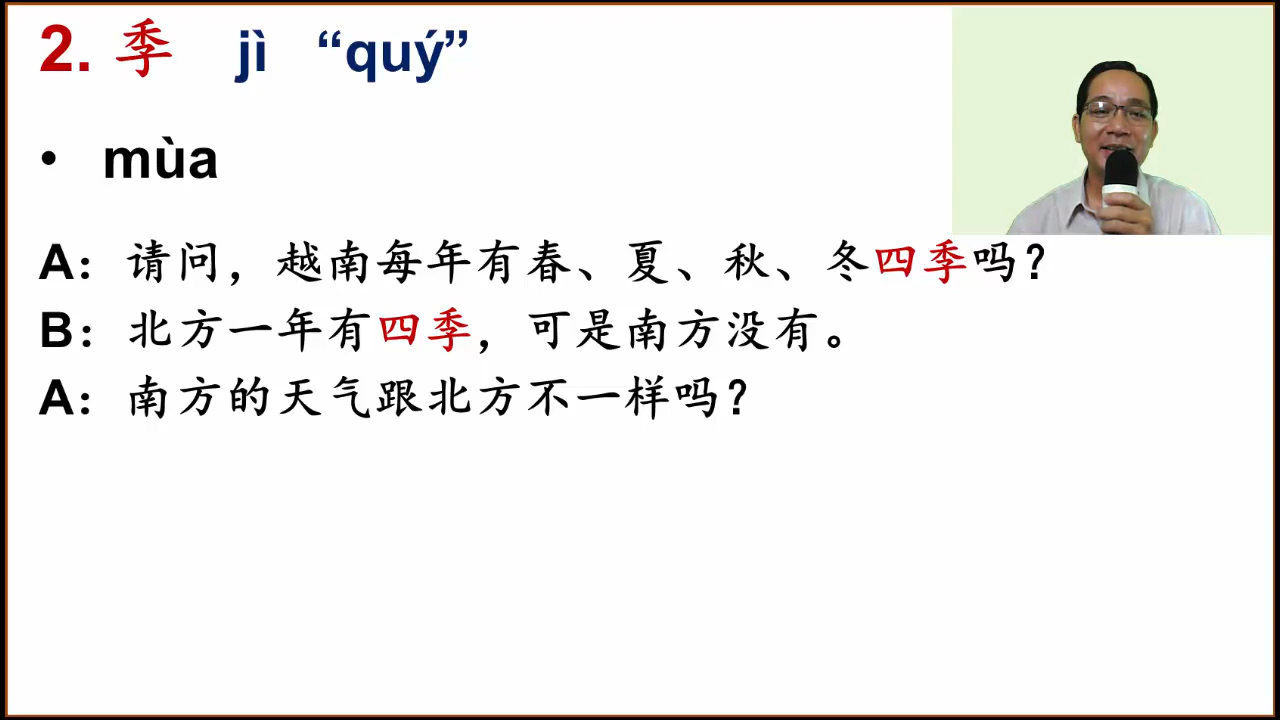 2. 季 jì “quý”
• mùa
A：请问，越南每年有春、夏、秋、冬四季吗？
B：北方一年有四季，可是南方没有。
A：南方的天气跟北方不一样吗？